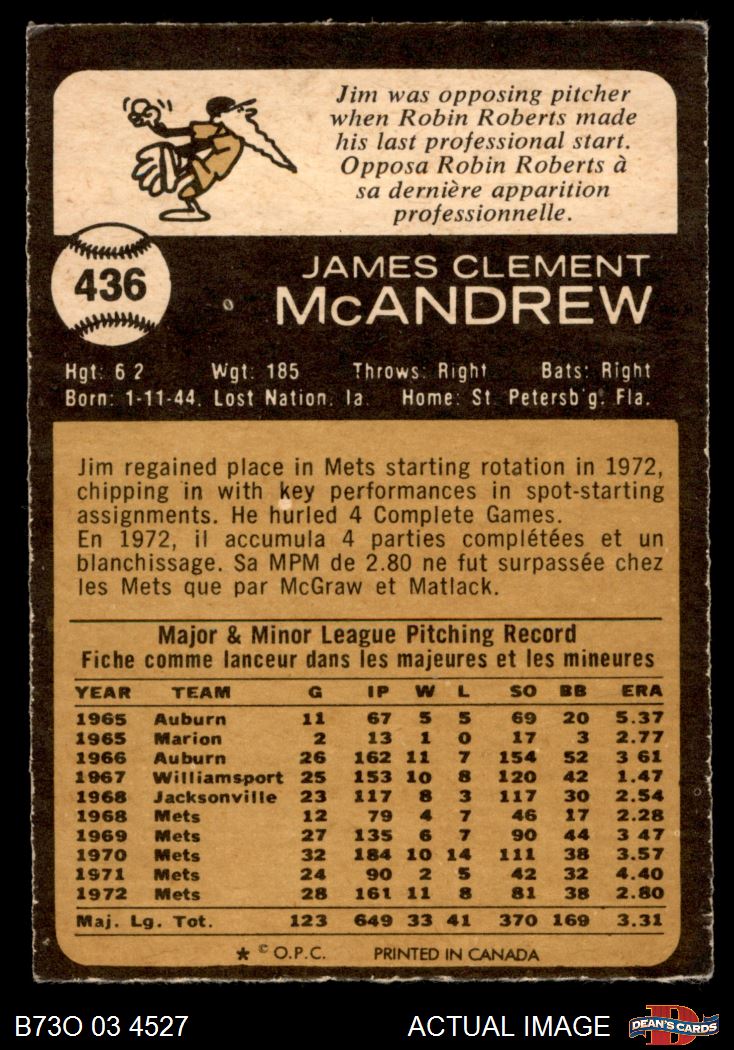 Jim was opposing pitcher
when Robin Roberts made
his last professional start.
Opposa Robin Roberts à
sa dernière apparition
professionnelle.
436
JAMES CLEMENT
McANDREW
Hgt: 6 2 Wgt: 185 Throws: Right Bats: Right
Born: 1-11-44, Lost Nation, Ia. Home: St. Petersb'g. Fla.
Jim regained place in Mets starting rotation in 1972,
chipping in with key performances in spot-starting
assignments. He hurled 4 Complete Games.
En 1972, il accumula 4 parties complétées et un
blanchissage. Sa MPM de 2.80 ne fut surpassée chez
les Mets que par McGraw et Matlack.
Major & Minor League Pitching Record
Fiche comme lanceur dans les majeures et les mineures
YEAR TEAM G IP W L SO BB ERA
1965 Auburn 11 67 5 5 69 20 5.37
1965 Marion 2 13 1 0 17 3 2.77
1966 Auburn 26 162 11 7 154 52 3 61
1967 Williamsport 25 153 10 8 120 42 1.47
1968 Jacksonville 23 117 8 3 117 30 2.54
1968 Mets 12 79 4 7 46 17 2.28
1969 Mets 27 135 6 7 90 44 3 47
1970 Mets 32 184 10 14 111 38 3.57
1971 Mets 24 90 2 5 42 32 4.40
1972 Mets 28 161 11 8 81 38 2.80
Maj. Lg. Tot. 123 649 33 41 370 169 3.31
★ © O.P.C. PRINTED IN CANADA
B73O 03 4527 ACTUAL IMAGE DEAN'S CARDS